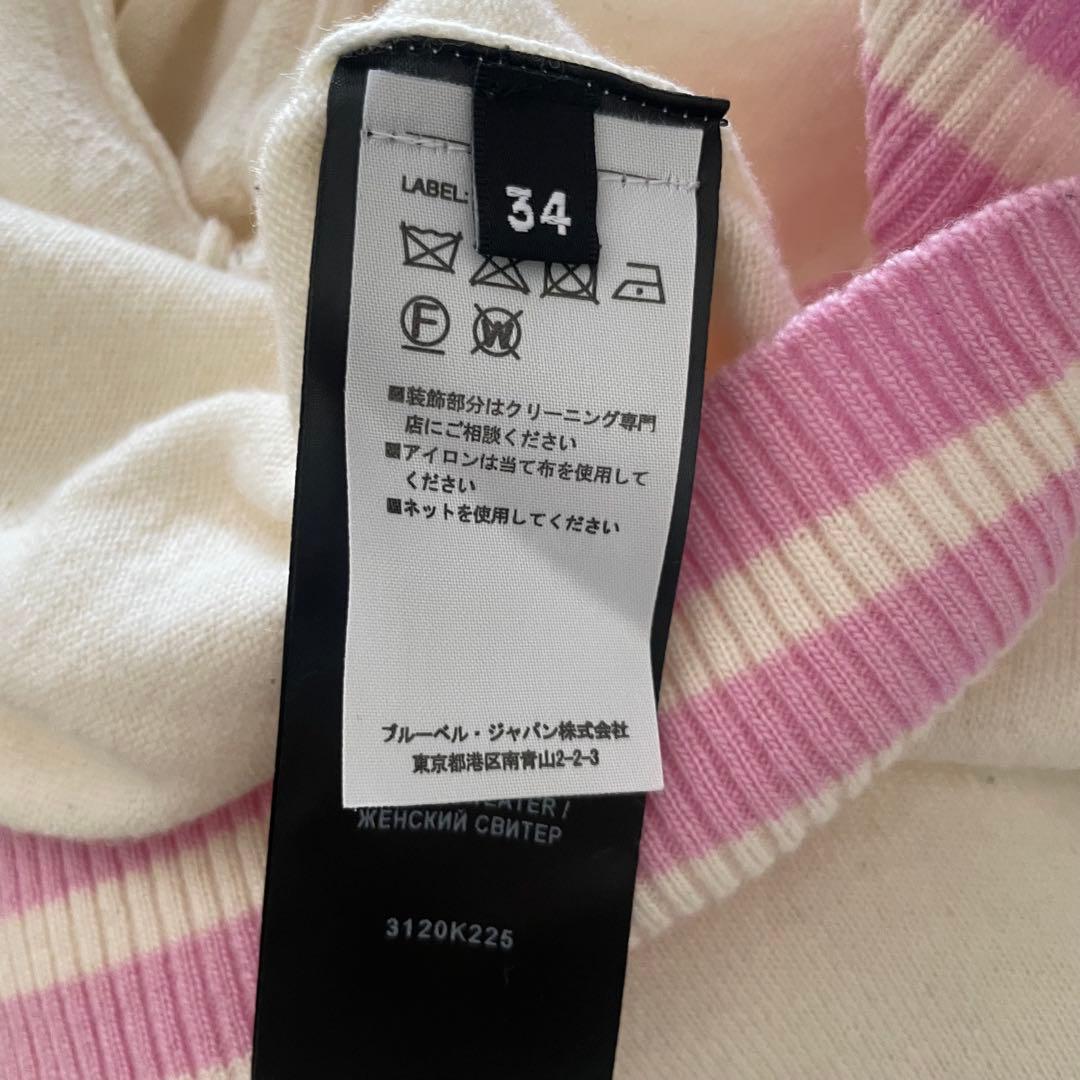 LABEL:
34
F
W
■装飾部分はクリーニング専門
店にご相談ください
■アイロンは当て布を使用して
ください
■ネットを使用してください
ブルーベル・ジャパン株式会社
東京都港区南青山2-2-3
ЖЕНСКИЙ СВИТЕР
3120K225